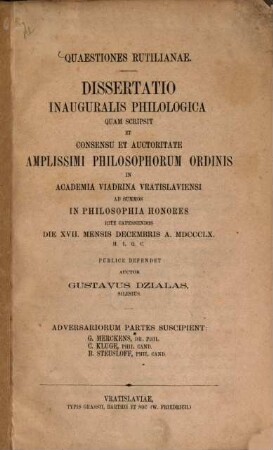 QUAESTIONES RUTILIANAE.
DISSERTATIO
INAUGURALIS PHILOLOGICA
QUAM SCRIPSIT
ET
CONSENSU ET AUCTORITATE
AMPLISSIMI PHILOSOPHORUM ORDINIS
IN
ACADEMIA VIADRINA VRATISLAVIENSI
AD SUMMOS
IN PHILOSOPHIA HONORES
RITE CAPESSENDOS
DIE XVII. MENSIS DECEMBRIS A. MDCCCLX.
H. L. Q. C.
PUBLICE DEFENDET
AUCTOR
GUSTAVUS DZIALAS,
SILESIUS.
ADVERSARIORUM PARTES SUSCIPIENT:
G. HERCKENS, DR. PHIL.
C. KLUGE, PHIL. CAND.
B. STEUSLOFF, PHIL. CAND.
VRATISLAVIAE,
TYPIS GRASSII, BARTHII ET SOC (W. FRIEDRICH.)